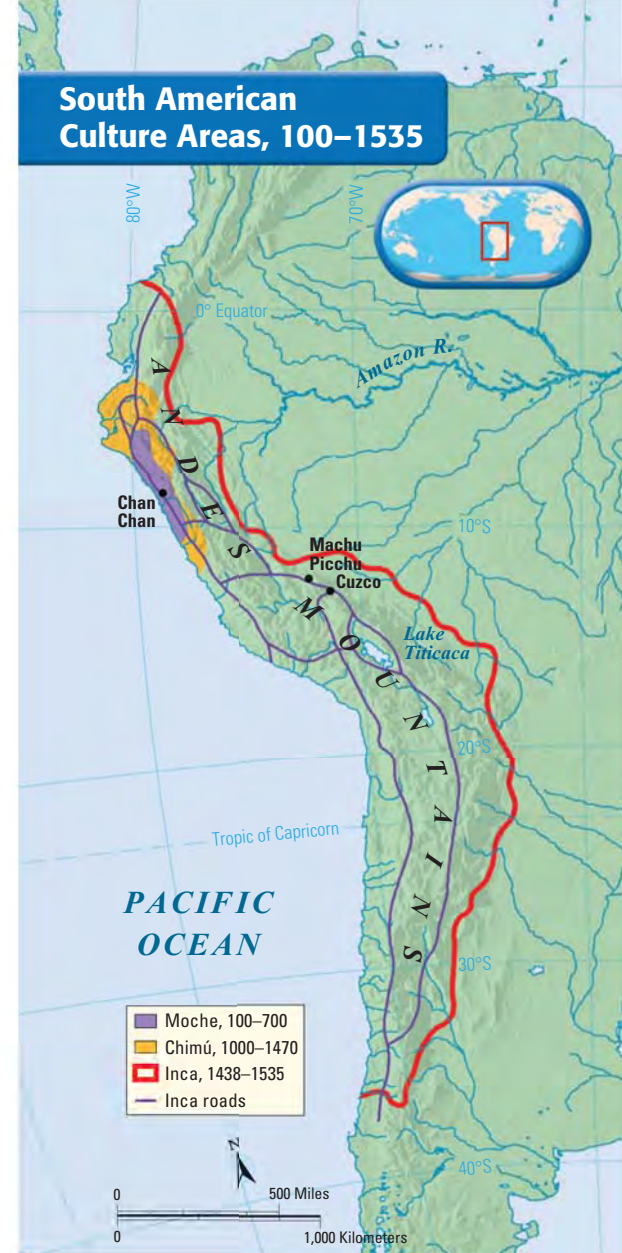 South American
Culture Areas, 100–1535
80°W
70°W
0° Equator
Amazon R.
ANDES MOUNTAINS
Chan
Chan
10°S
Machu
Picchu
Cuzco
Lake
Titicaca
20°S
Tropic of Capricorn
PACIFIC
OCEAN
30°S
Moche, 100–700
Chimú, 1000–1470
Inca, 1438–1535
Inca roads
N
40°S
0 500 Miles
0 1,000 Kilometers